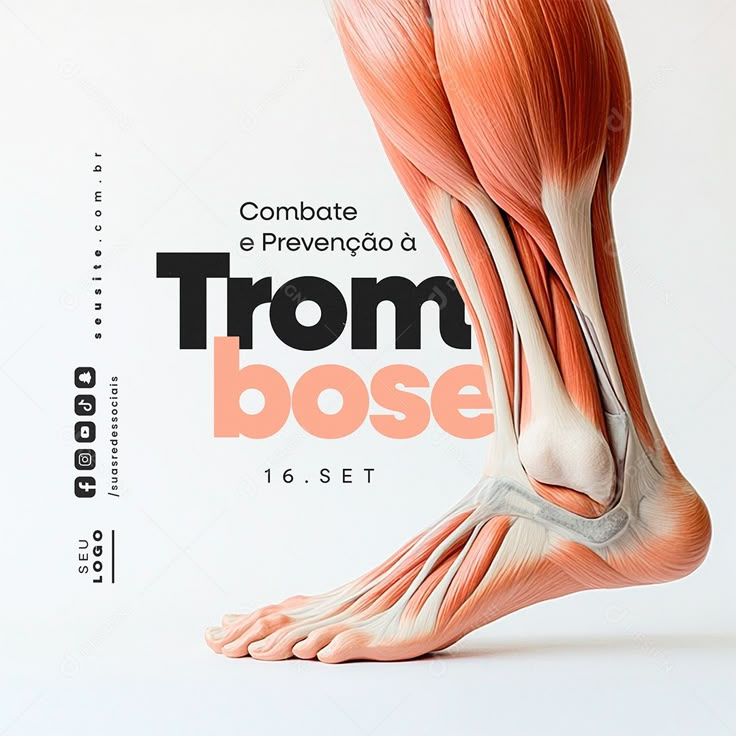 Combate
e Prevenção à
Trom
bose
16.SET
seusite.com.br
/suasredessociais
SEU
LOGO